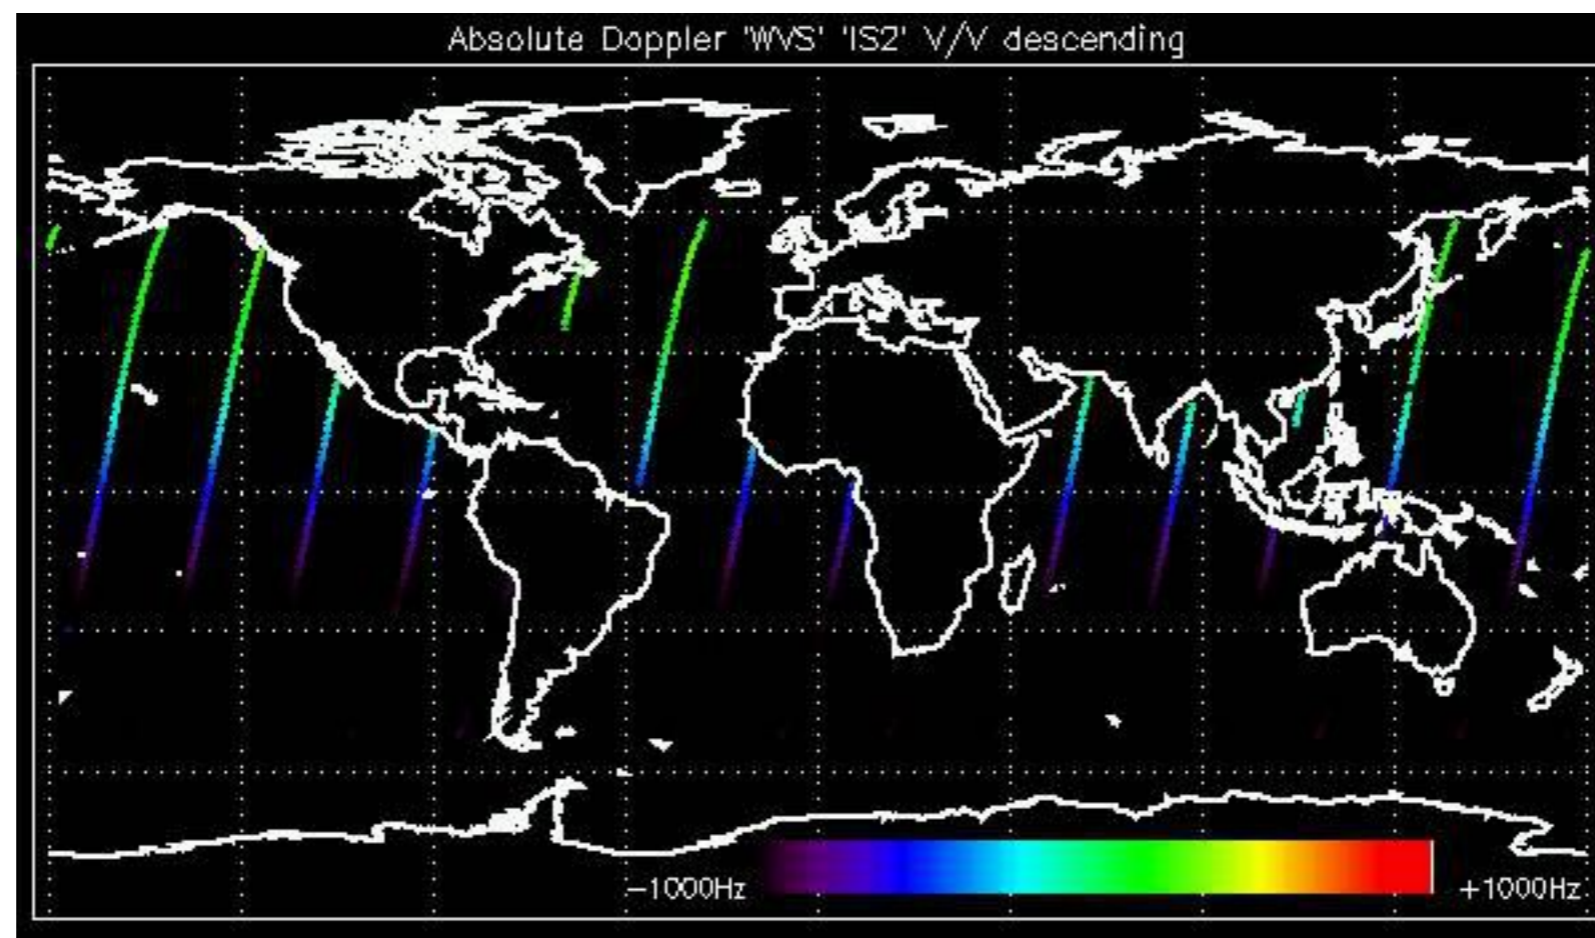 Absolute Doppler 'WVS' 'IS2' V/V descending
-1000Hz +1000Hz